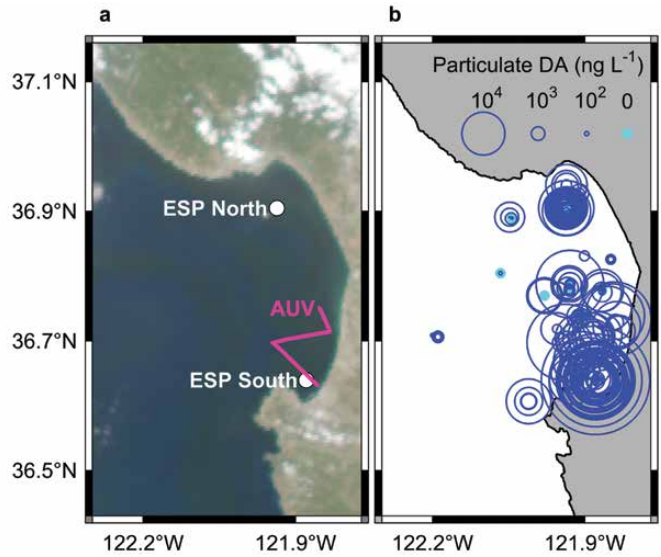 a
b
37.1°N
36.9°N
36.7°N
36.5°N
ESP North
AUV
ESP South
122.2°W 121.9°W
Particulate DA (ng L⁻¹)
10⁴ 10³ 10² 0
122.2°W 121.9°W